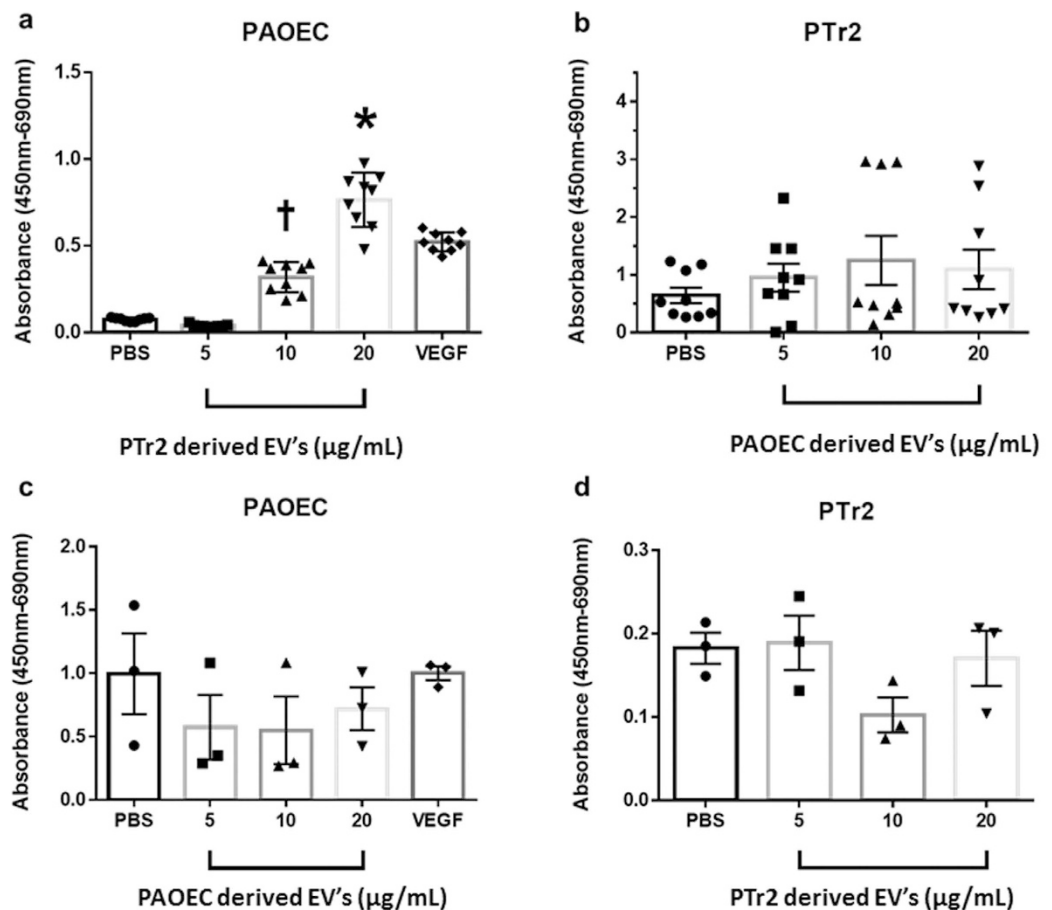 a
PAOEC
Absorbance (450nm-690nm)
1.5
1.0
0.5
0.0
†
*
PBS 5 10 20 VEGF
PTr2 derived EV's (µg/mL)
b
PTr2
Absorbance (450nm-690nm)
4
3
2
1
0
PBS 5 10 20
PAOEC derived EV's (µg/mL)
c
PAOEC
Absorbance (450nm-690nm)
2.0
1.5
1.0
0.5
0.0
PBS 5 10 20 VEGF
PAOEC derived EV's (µg/mL)
d
PTr2
Absorbance (450nm-690nm)
0.3
0.2
0.1
0.0
PBS 5 10 20
PTr2 derived EV's (µg/mL)